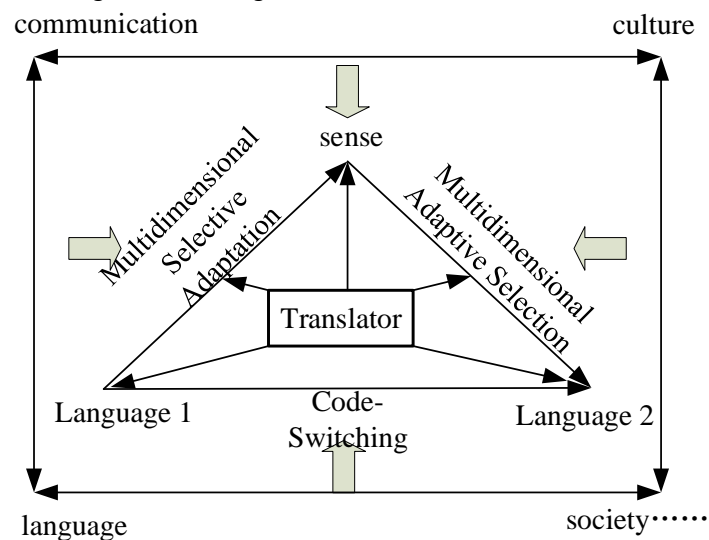 communication
culture
sense
Multidimensional
Selective
Adaptation
Multidimensional
Adaptive Selection
Translator
Language 1
Code-
Switching
Language 2
language
society······